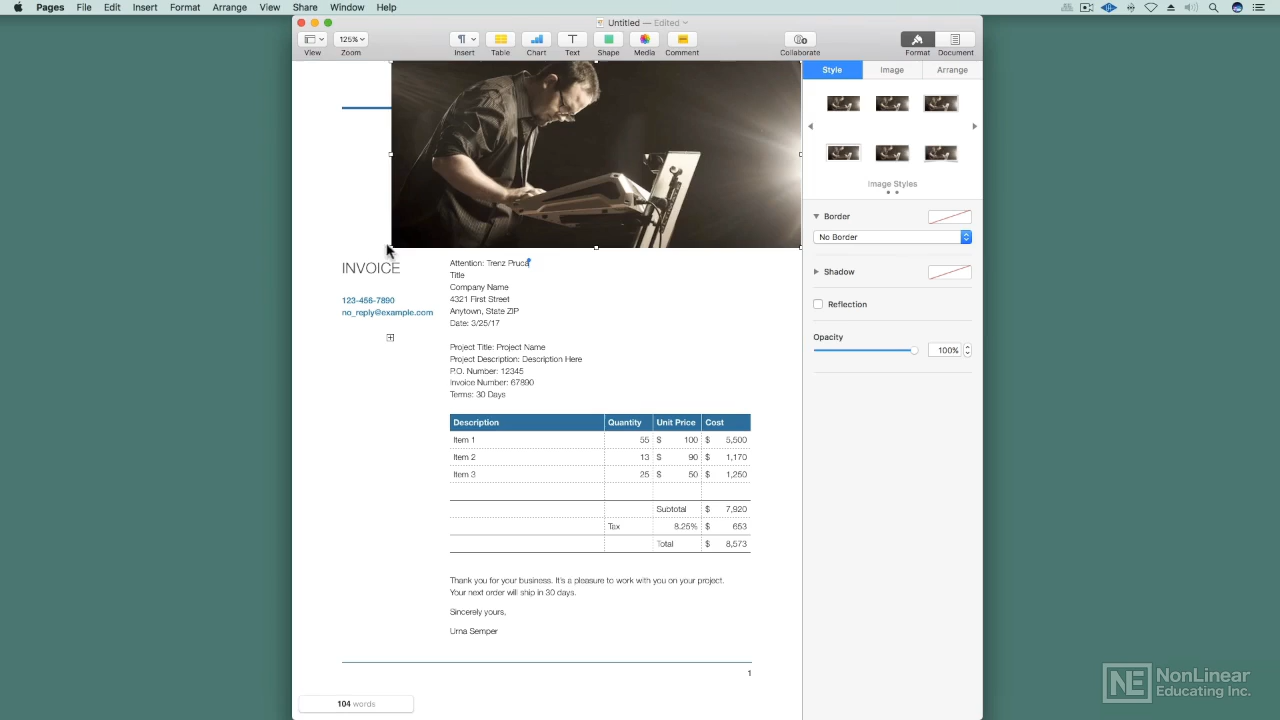 Pages File Edit Insert Format Arrange View Share Window Help
Untitled — Edited
125%
View Zoom Insert Table Chart Text Shape Media Comment Collaborate Format Document
Style Image Arrange
Image Styles
Border
No Border
Shadow
Reflection
Opacity
100%
INVOICE
123-456-7890
no_reply@example.com
Attention: Trenz Pruca
Title
Company Name
4321 First Street
Anytown, State ZIP
Date: 3/25/17
Project Title: Project Name
Project Description: Description Here
P.O. Number: 12345
Invoice Number: 67890
Terms: 30 Days
Description Quantity Unit Price Cost
Item 1 55 $ 100 $ 5,500
Item 2 13 $ 90 $ 1,170
Item 3 25 $ 50 $ 1,250
Subtotal $ 7,920
Tax 8.25% $ 653
Total $ 8,573
Thank you for your business. It's a pleasure to work with you on your project.
Your next order will ship in 30 days.
Sincerely yours,
Urna Semper
1
104 words
NE NonLinear
Educating Inc.